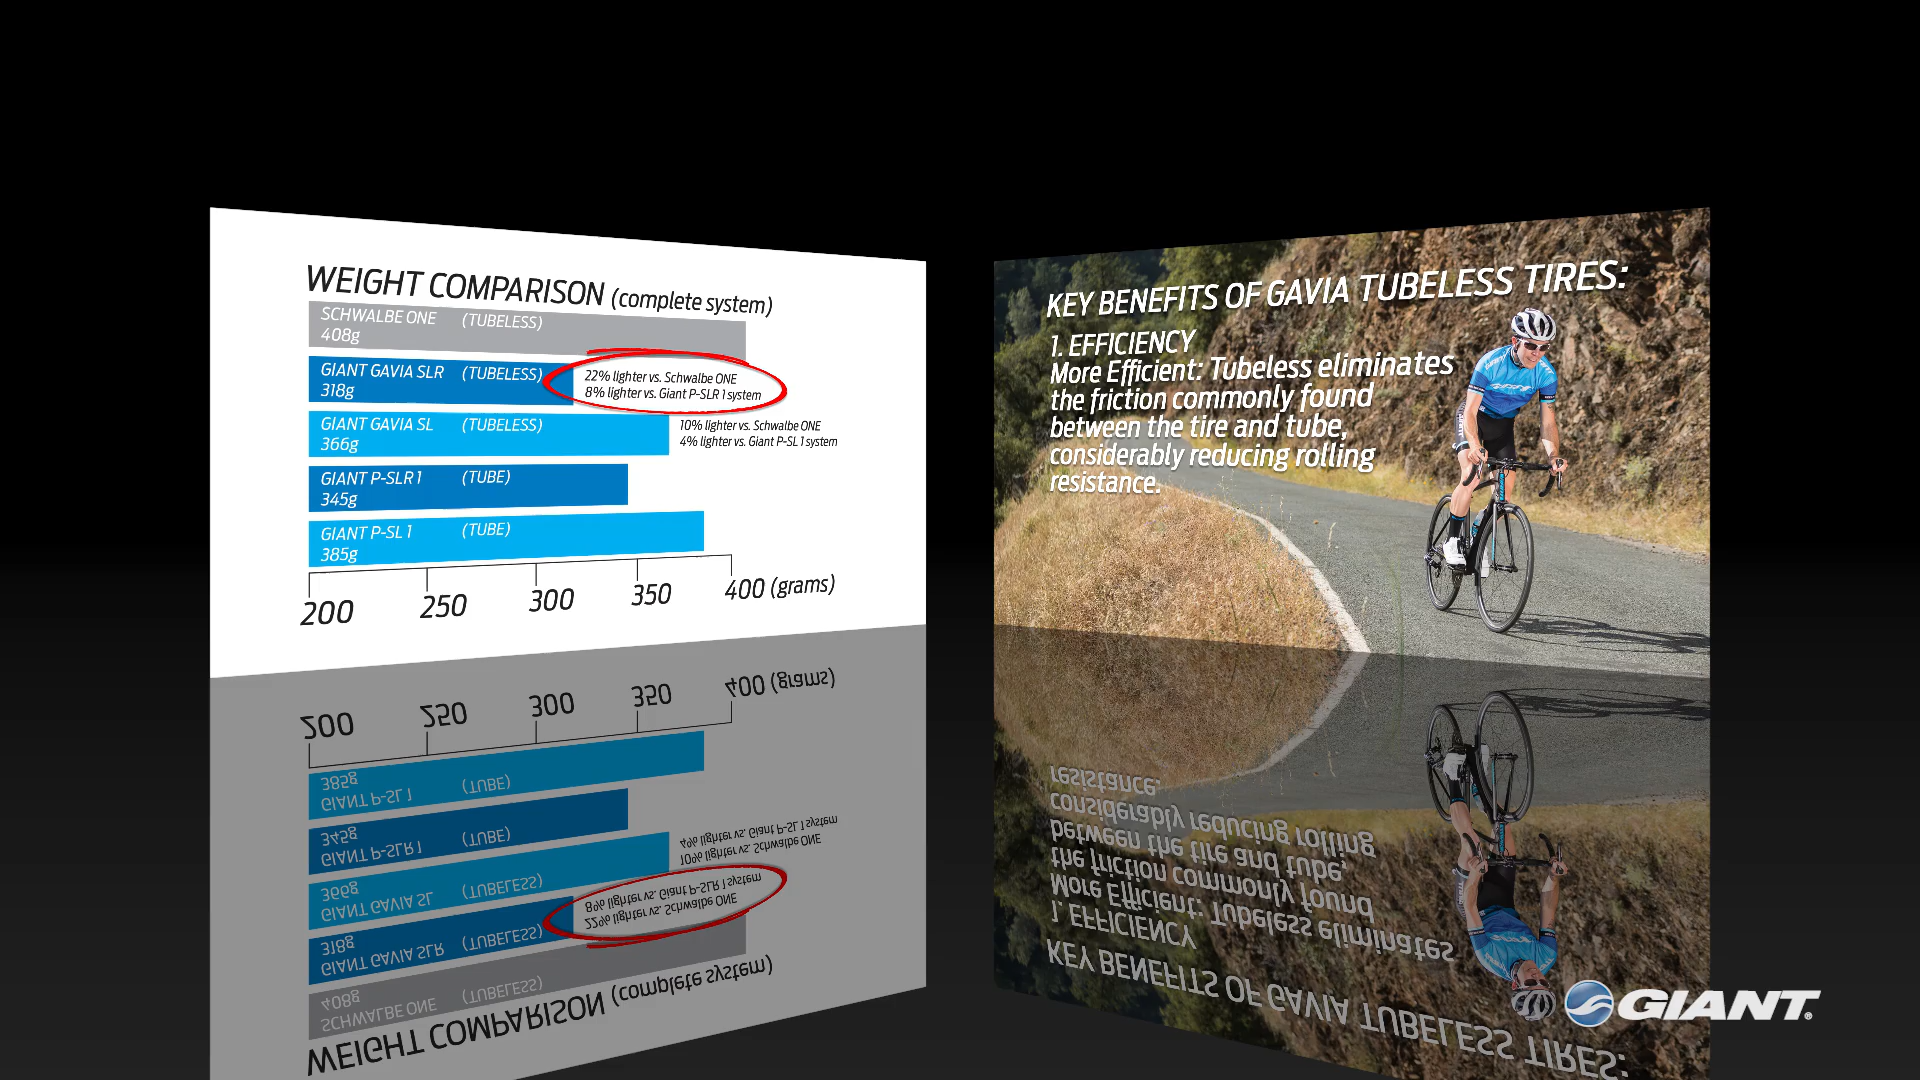 WEIGHT COMPARISON (complete system)
SCHWALBE ONE (TUBELESS)
408g
GIANT GAVIA SLR (TUBELESS)
318g
22% lighter vs. Schwalbe ONE
8% lighter vs. Giant P-SLR 1 system
GIANT GAVIA SL (TUBELESS)
366g
10% lighter vs. Schwalbe ONE
4% lighter vs. Giant P-SL 1 system
GIANT P-SLR 1 (TUBE)
345g
GIANT P-SL 1 (TUBE)
385g
200 250 300 350 400 (grams)
KEY BENEFITS OF GAVIA TUBELESS TIRES:
1. EFFICIENCY
More Efficient: Tubeless eliminates
the friction commonly found
between the tire and tube,
considerably reducing rolling
resistance.
GIANT